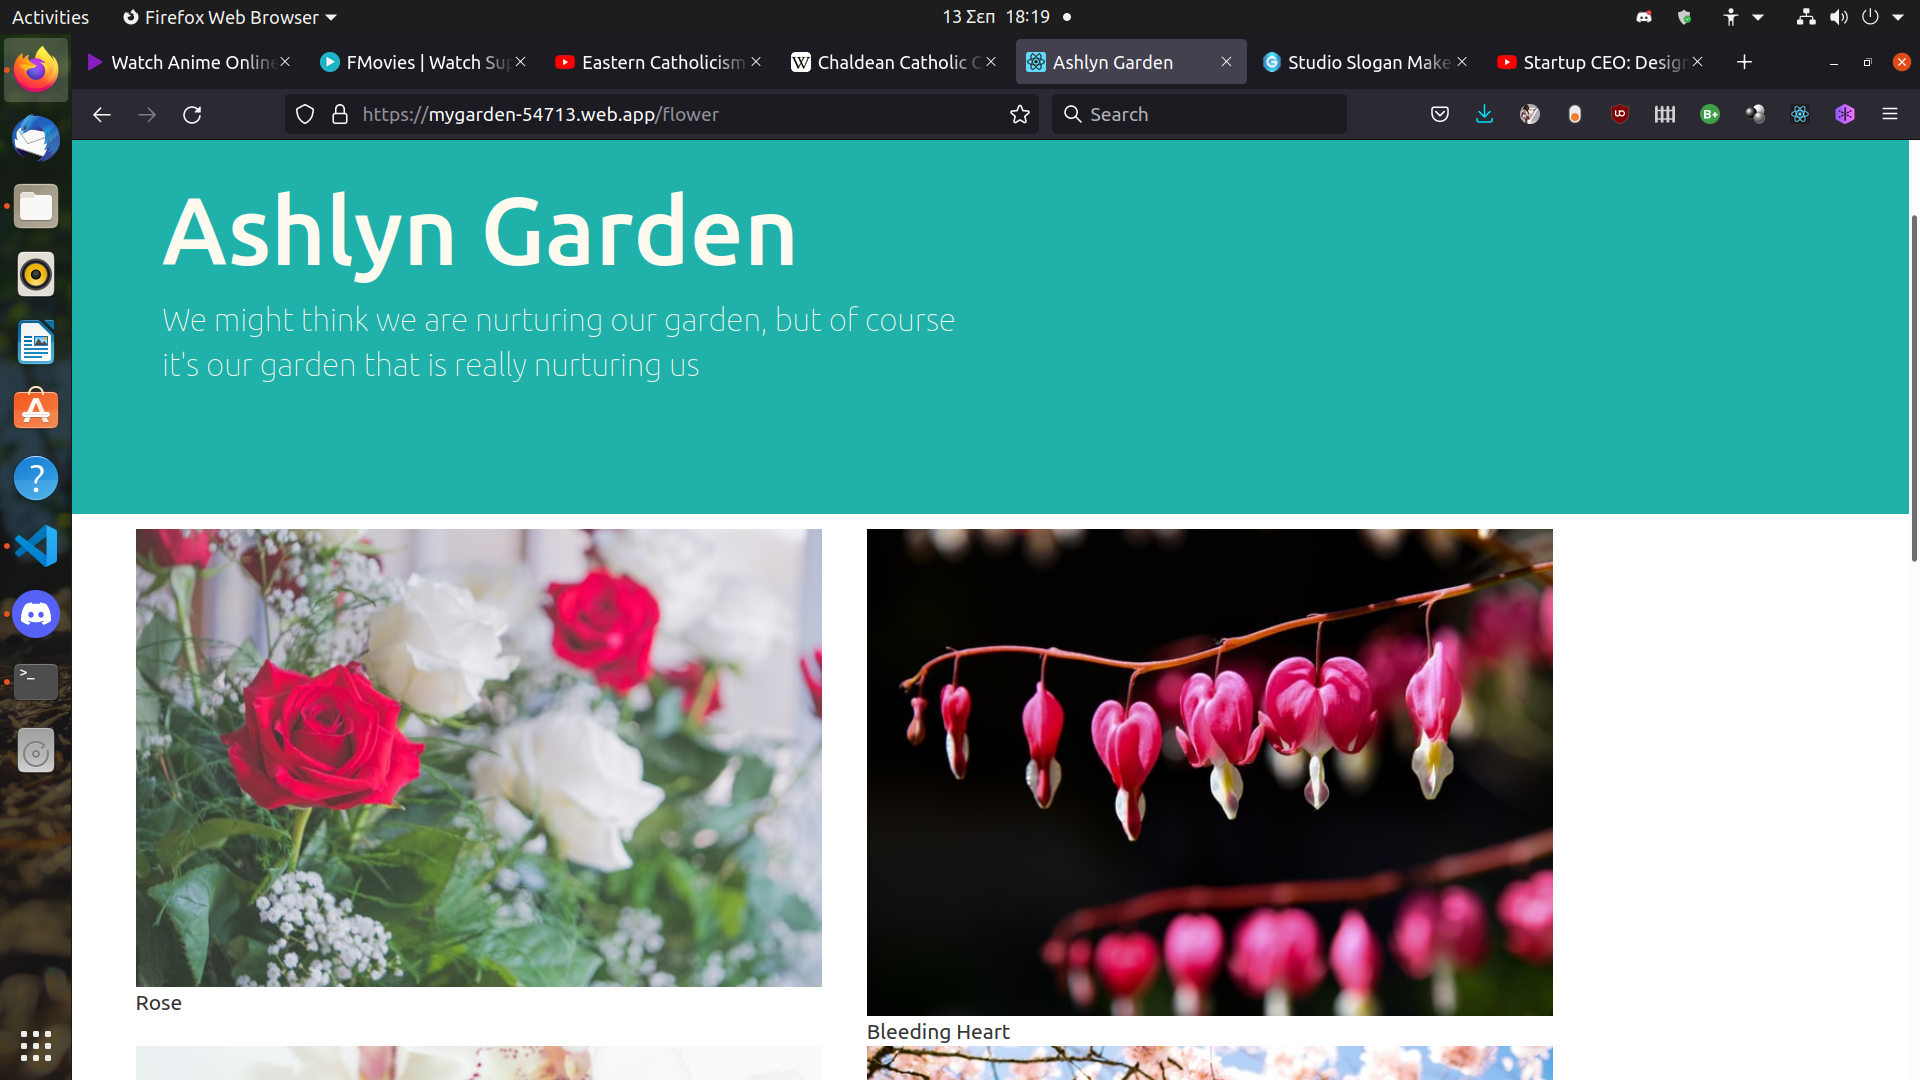 Activities
Firefox Web Browser
13 Σεπ 18:19
Watch Anime Online
FMovies | Watch Sup
Eastern Catholicism
W
Chaldean Catholic C
Ashlyn Garden
Studio Slogan Make
Startup CEO: Design
https://mygarden-54713.web.app/flower
Search
B+
Ashlyn Garden
We might think we are nurturing our garden, but of course
it's our garden that is really nurturing us
Rose
Bleeding Heart
?
>_